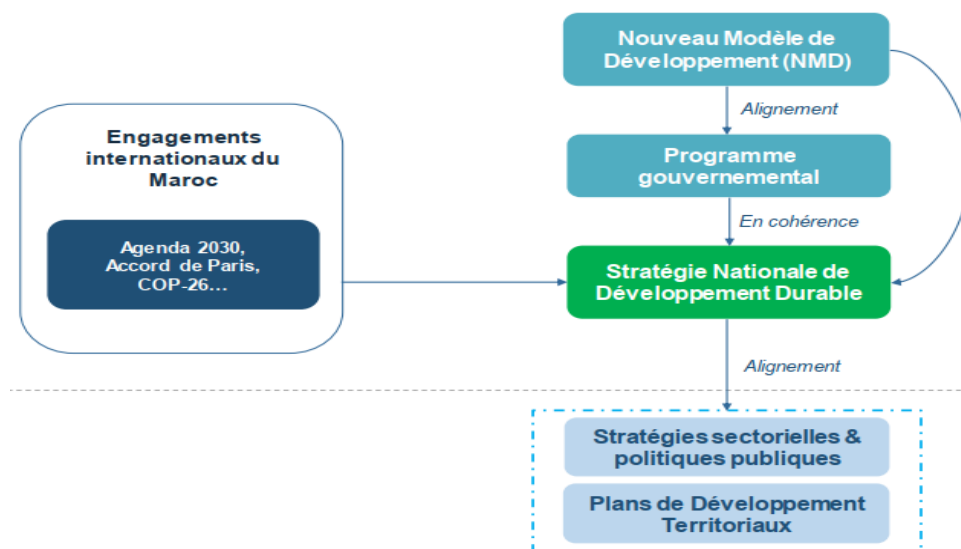 Nouveau Modèle de
Développement (NMD)
Alignement
Engagements
internationaux du
Maroc
Programme
gouvernemental
En cohérence
Agenda 2030,
Accord de Paris,
COP-26...
Stratégie Nationale de
Développement Durable
Alignement
Stratégies sectorielles &
politiques publiques
Plans de Développement
Territoriaux